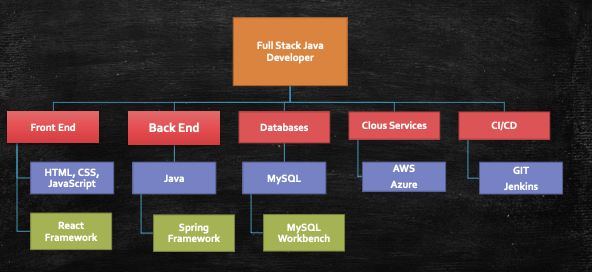 Full Stack Java
Developer
Front End
Back End
Databases
Clous Services
CI/CD
HTML, CSS,
JavaScript
Java
MySQL
AWS
Azure
GIT
Jenkins
React
Framework
Spring
Framework
MySQL
Workbench